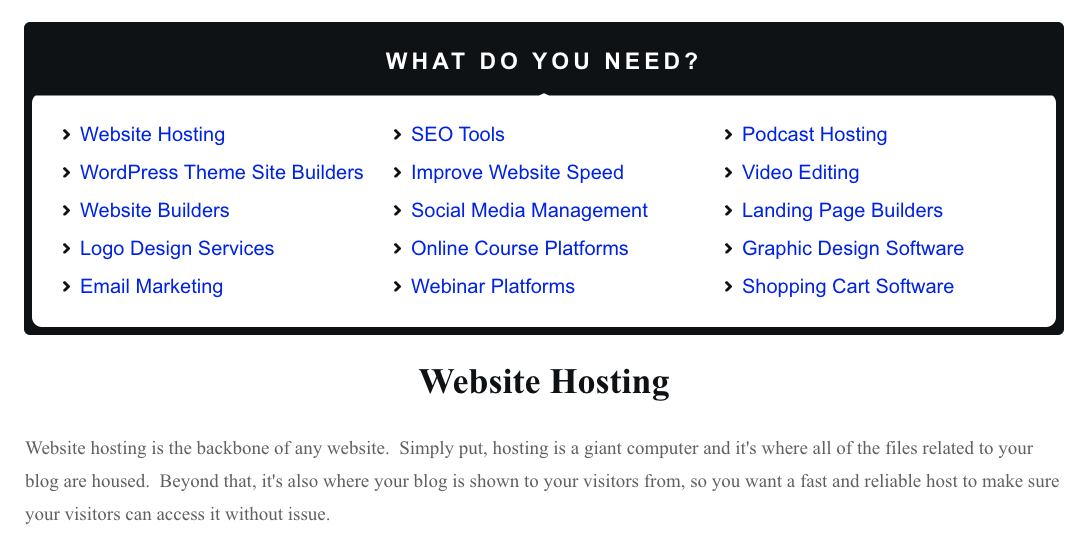 WHAT DO YOU NEED?
Website Hosting
WordPress Theme Site Builders
Website Builders
Logo Design Services
Email Marketing
SEO Tools
Improve Website Speed
Social Media Management
Online Course Platforms
Webinar Platforms
Podcast Hosting
Video Editing
Landing Page Builders
Graphic Design Software
Shopping Cart Software
Website Hosting
Website hosting is the backbone of any website.  Simply put, hosting is a giant computer and it's where all of the files related to your
blog are housed.  Beyond that, it's also where your blog is shown to your visitors from, so you want a fast and reliable host to make sure
your visitors can access it without issue.